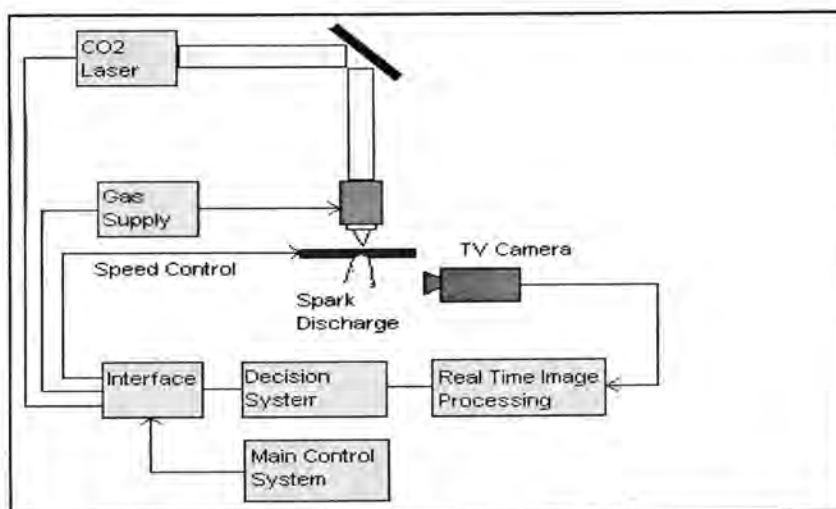 CO2
Laser
Gas
Supply
Speed Control
TV Camera
Spark
Discharge
Interface
Decision
System
Real Time Image
Processing
Main Control
System